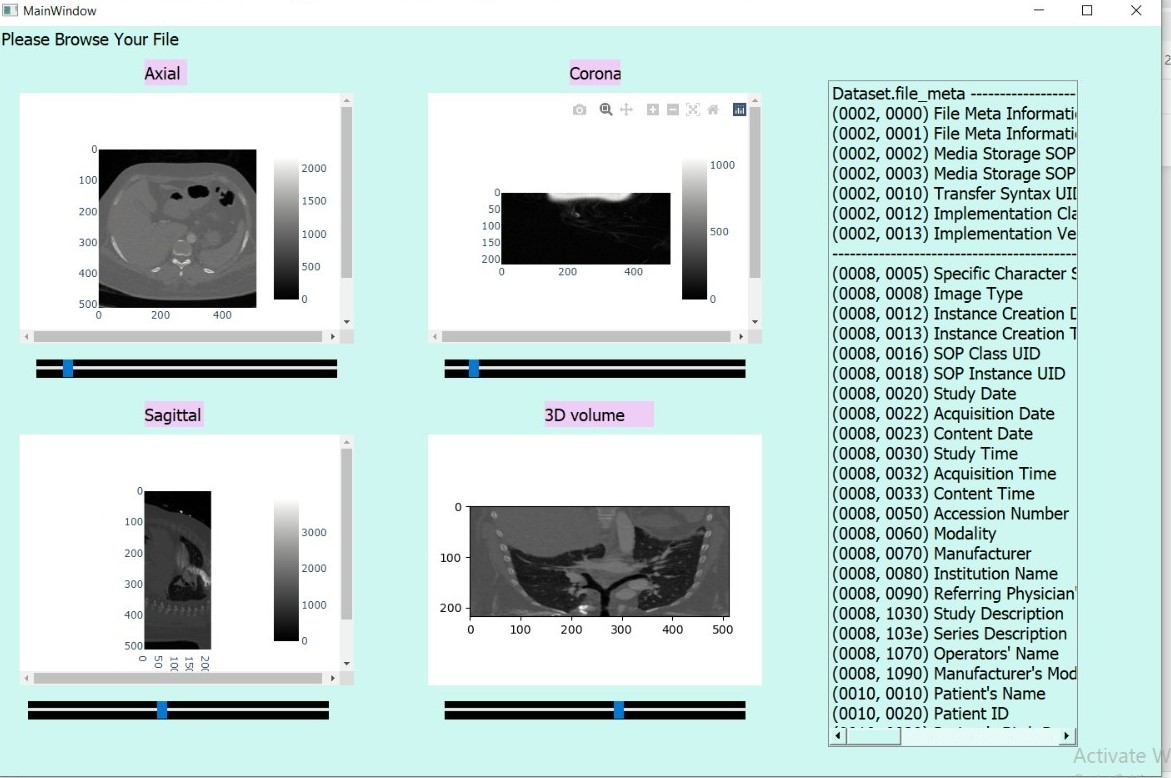 MainWindow
Please Browse Your File
Axial
Corona
0
100
200
300
400
500
0 200 400
2000
1500
1000
500
0
0
50
100
150
200
0 200 400
1000
500
0
Sagittal
3D volume
0
100
200
300
400
500
0 50 100
3000
2000
1000
0
0
100
200
0 100 200 300 400 500
Dataset.file_meta ------------------
(0002, 0000) File Meta Informati
(0002, 0001) File Meta Informati
(0002, 0002) Media Storage SOP
(0002, 0003) Media Storage SOP
(0002, 0010) Transfer Syntax UI
(0002, 0012) Implementation Cla
(0002, 0013) Implementation Ve
------------------------------------------
(0008, 0005) Specific Character S
(0008, 0008) Image Type
(0008, 0012) Instance Creation D
(0008, 0013) Instance Creation T
(0008, 0016) SOP Class UID
(0008, 0018) SOP Instance UID
(0008, 0020) Study Date
(0008, 0022) Acquisition Date
(0008, 0023) Content Date
(0008, 0030) Study Time
(0008, 0032) Acquisition Time
(0008, 0033) Content Time
(0008, 0050) Accession Number
(0008, 0060) Modality
(0008, 0070) Manufacturer
(0008, 0080) Institution Name
(0008, 0090) Referring Physician'
(0008, 1030) Study Description
(0008, 103e) Series Description
(0008, 1070) Operators' Name
(0008, 1090) Manufacturer's Mod
(0010, 0010) Patient's Name
(0010, 0020) Patient ID
Activate W